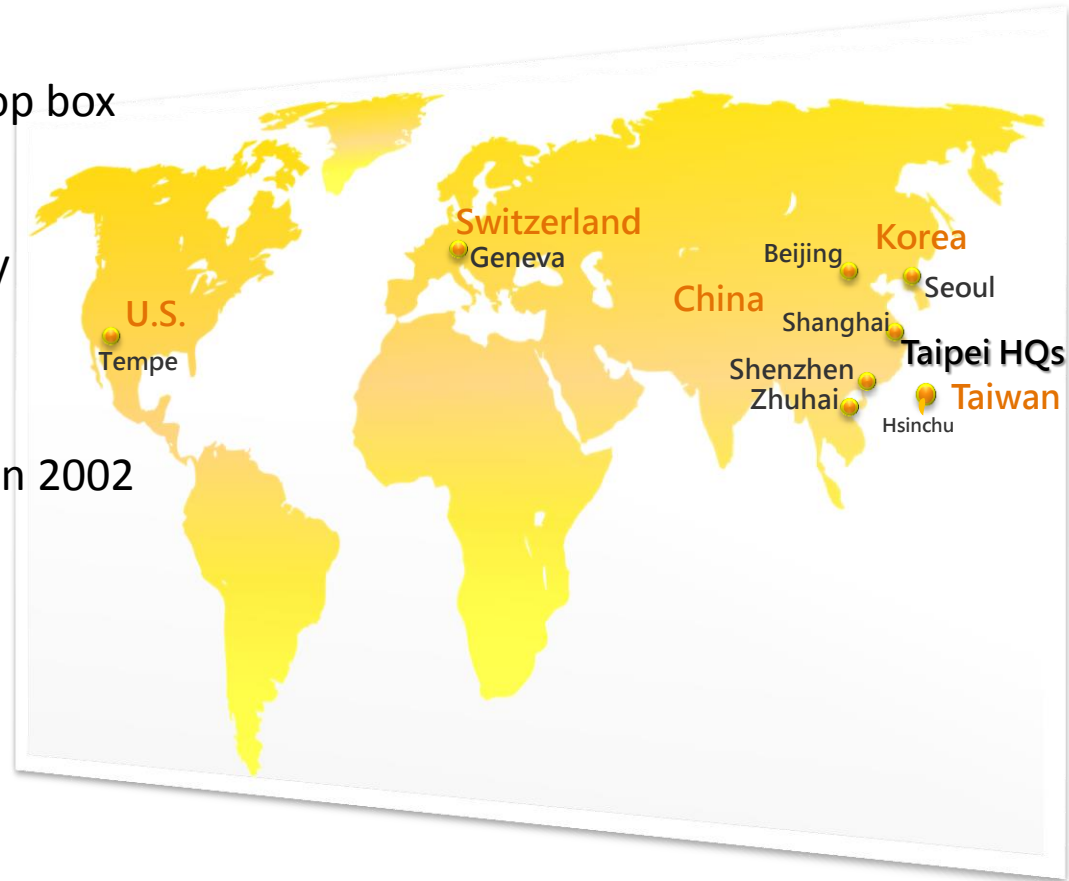 op box
y
n 2002
U.S.
Tempe
Switzerland
Geneva
China
Beijing
Korea
Seoul
Shanghai
Taipei HQs
Shenzhen
Zhuhai
Taiwan
Hsinchu